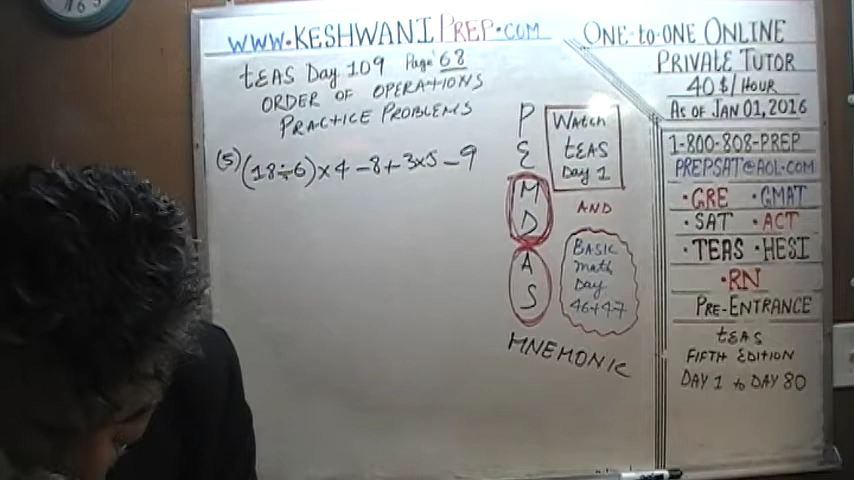 WWW.KESHWANIPREP.COM
tEAS Day 109 Page 68
ORDER OF OPERATIONS
PRACTICE PROBLEMS
(5) (18÷6)×4-8+3×5-9
P
E
M
D
A
S
MNEMONIC
Watch
tEAS
Day 1
AND
BASIC
math
Day
46+47
ONE-to-ONE ONLINE
PRIVATE TUTOR
40$/HOUR
AS OF JAN 01, 2016
1-800-808-PREP
PREPSAT@AOL.COM
•GRE •GMAT
•SAT •ACT
•TEAS •HESI
•RN
PRE-ENTRANCE
tEAS
FIFTH EDITION
DAY 1 to DAY 80